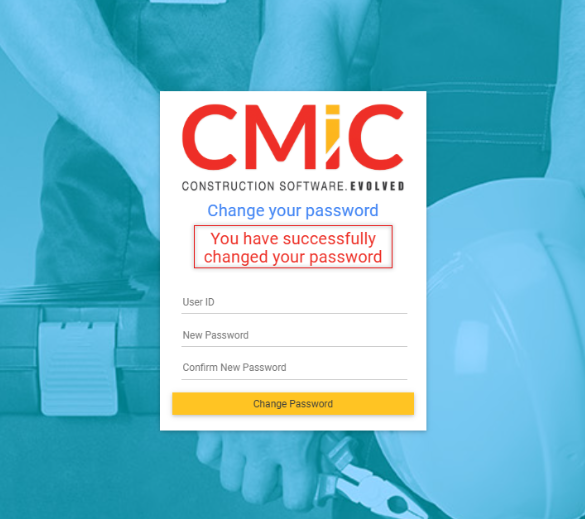 CMiC
CONSTRUCTION SOFTWARE. EVOLVED
Change your password
You have successfully
changed your password
User ID
New Password
Confirm New Password
Change Password